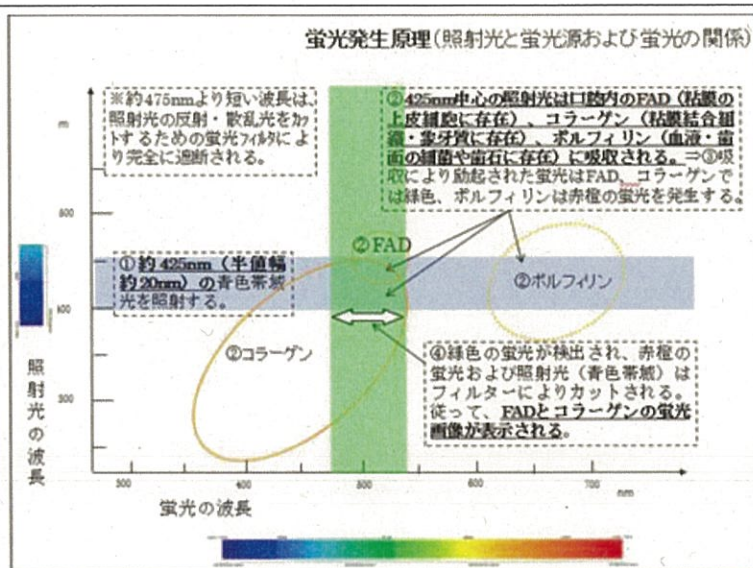 蛍光発生原理(照射光と蛍光源および蛍光の関係)
※約475nmより短い波長は、
照射光の反射・散乱光をカッ
トするための蛍光フィルタによ
り完全に遮断される。
②425nm中心の照射光は口腔内のFAD（粘膜の
上皮細胞に存在）、コラーゲン（粘膜結合組
織・象牙質に存在）、ポルフィリン（血液・歯
面の細菌や歯石に存在）に吸収される。⇒③吸
収により励起された蛍光はFAD、コラーゲンで
は緑色、ポルフィリンは赤橙の蛍光を発生する。
② FAD
①約425nm（半値幅
約20nm）の青色帯域
光を照射する。
②ポルフィリン
②コラーゲン
④緑色の蛍光が検出され、赤橙の
蛍光および照射光（青色帯域）は
フィルターによりカットされる。
従って、FADとコラーゲンの蛍光
画像が表示される。
照射光の波長
300
400
500
600
700
nm
蛍光の波長